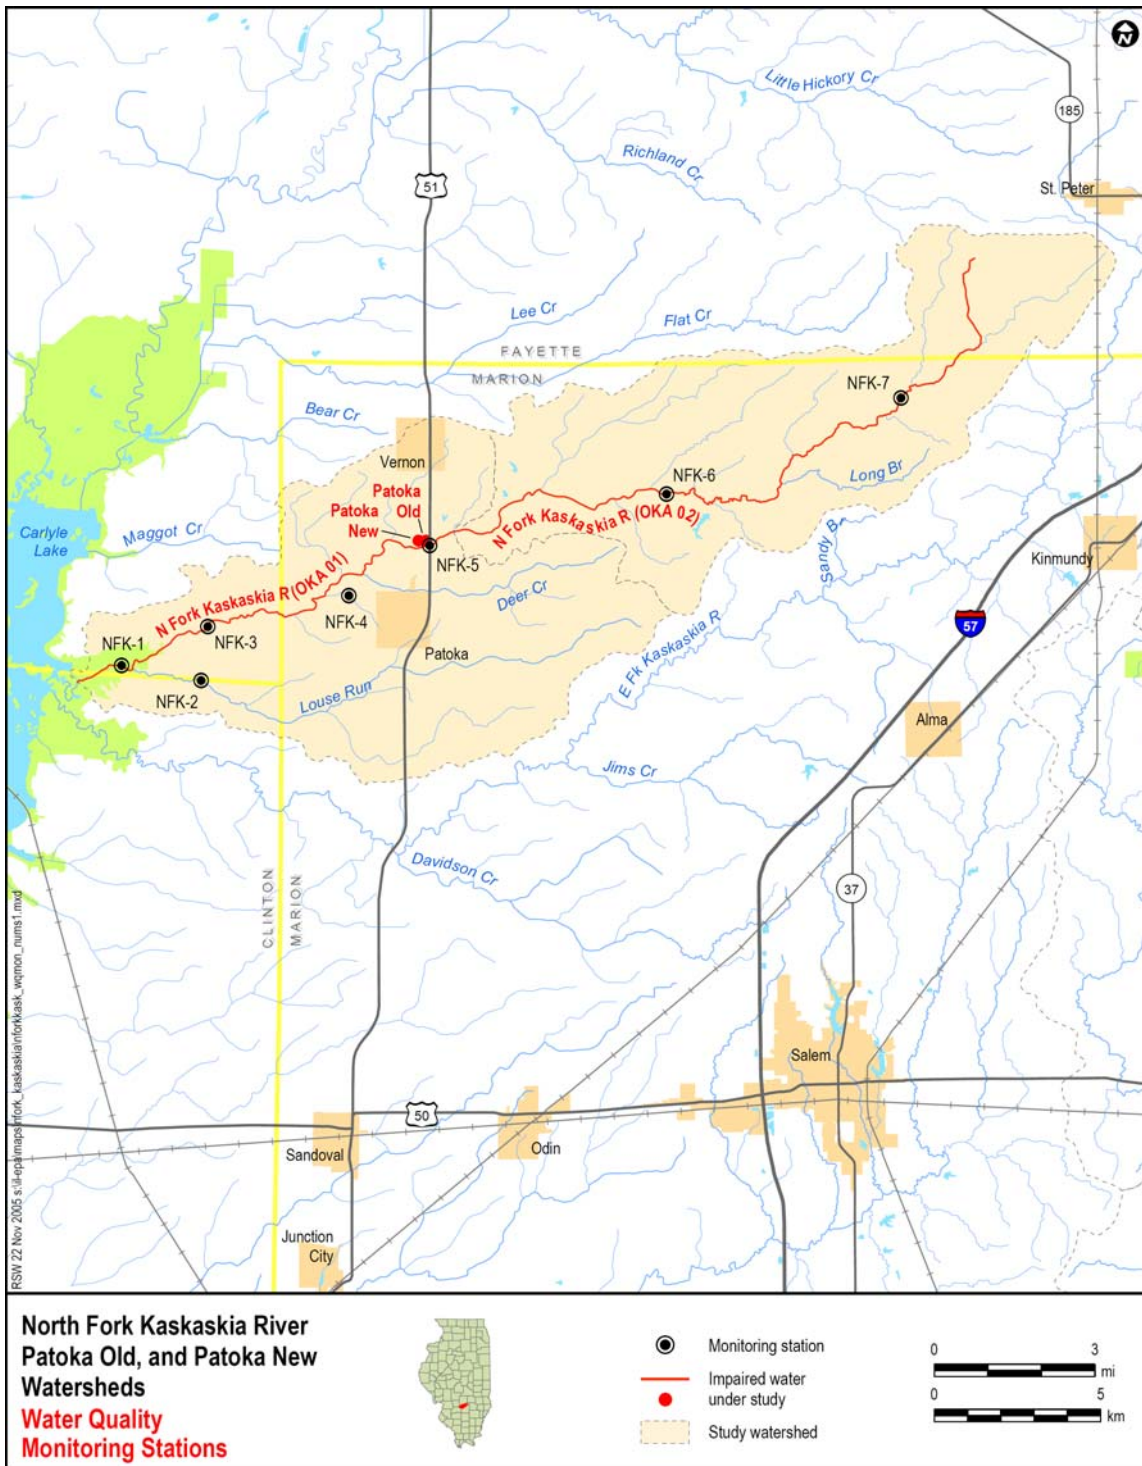 N
Little Hickory Cr
185
Richland Cr
51
St. Peter
Lee Cr
Flat Cr
FAYETTE
MARION
NFK-7
Bear Cr
Vernon
Long Br
NFK-6
Patoka
Old
Patoka
New
N Fork Kaskaskia R (OKA 02)
Carlyle
Lake
Maggot Cr
Sandy B
NFK-5
Kinmundy
N Fork Kaskaskia R (OKA 01)
Deer Cr
NFK-4
57
NFK-3
NFK-1
Patoka
E Fk Kaskaskia R
NFK-2
Louse Run
Alma
Jims Cr
Davidson Cr
37
CLINTON
MARION
Salem
50
Sandoval
Odin
Junction
City
RSW 22 Nov 2005 s:\il-epa\maps\nfork_kaskaskia\nforkkask_wqmon_nums1.mxd
North Fork Kaskaskia River
Patoka Old, and Patoka New
Watersheds
Water Quality
Monitoring Stations
Monitoring station
Impaired water
under study
Study watershed
0 3
mi
0 5
km